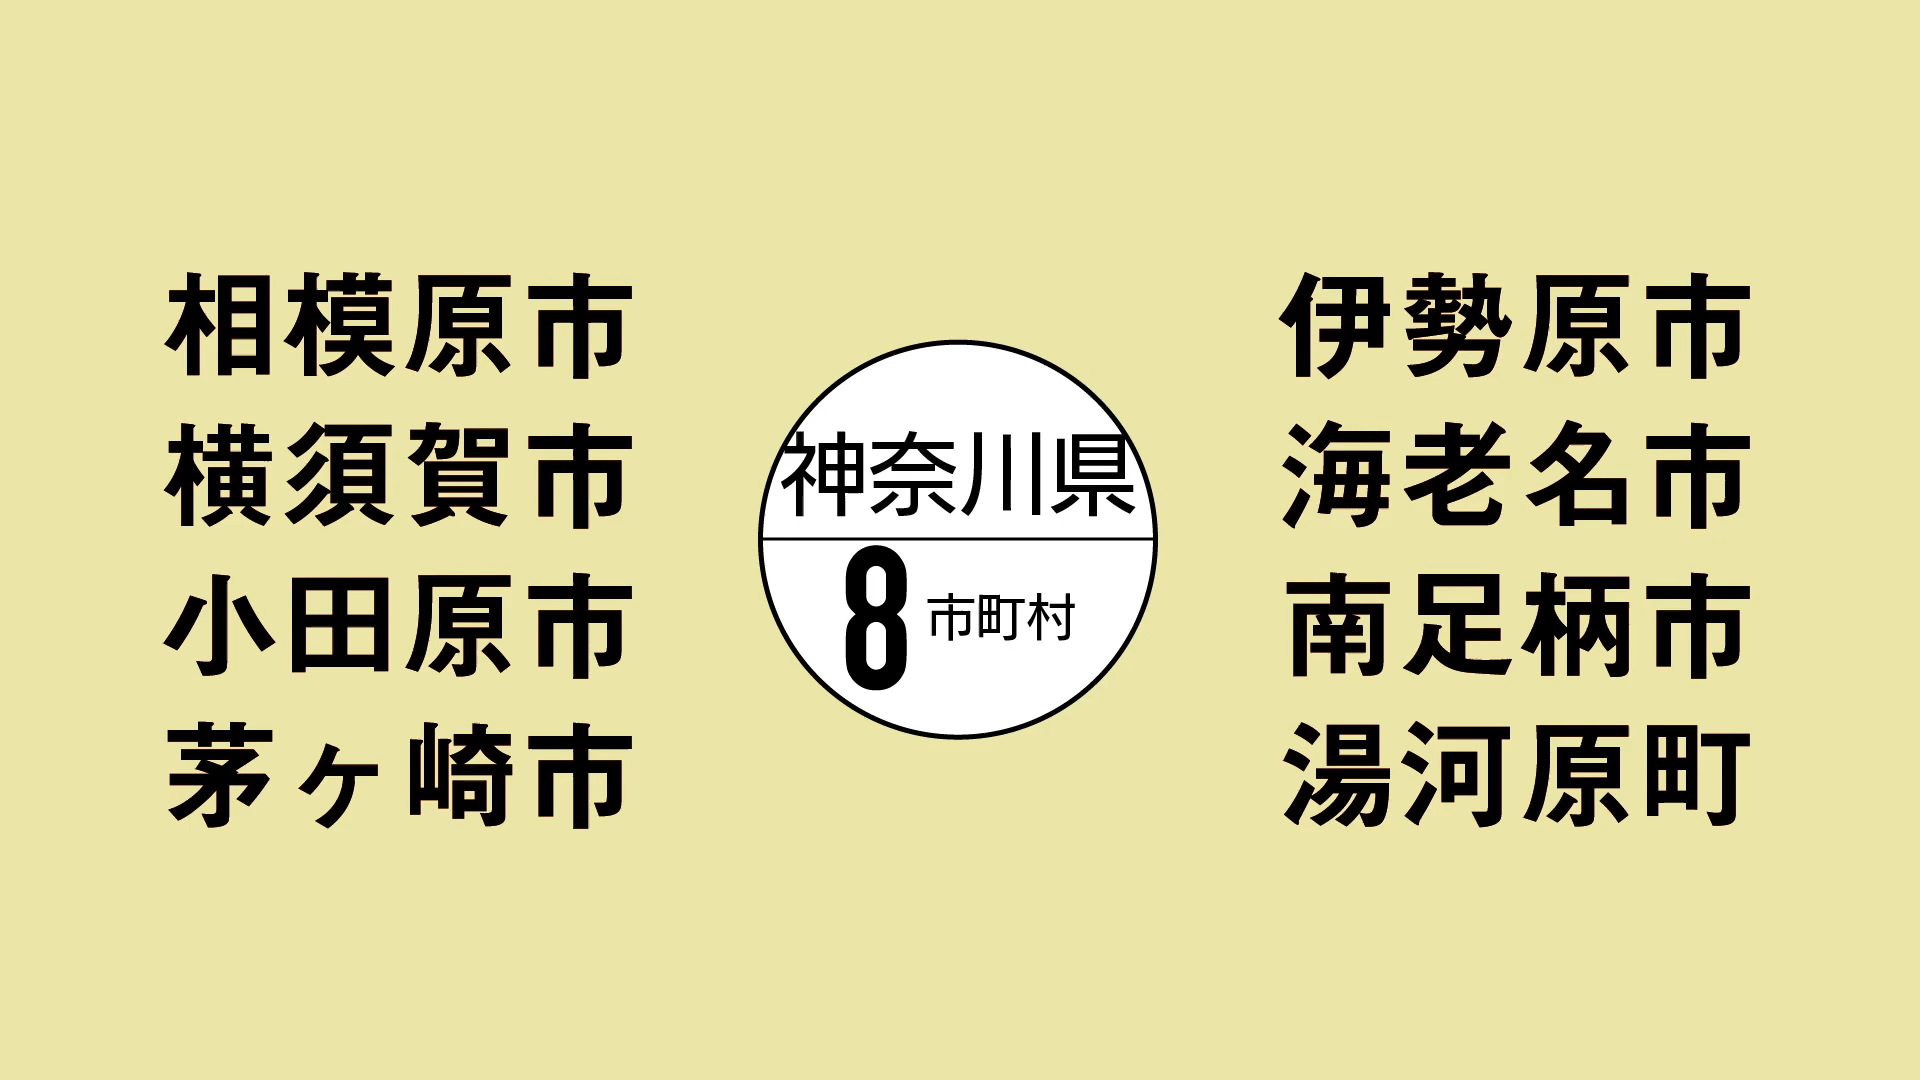 相模原市
横須賀市
小田原市
茅ヶ崎市
神奈川県
8 市町村
伊勢原市
海老名市
南足柄市
湯河原町